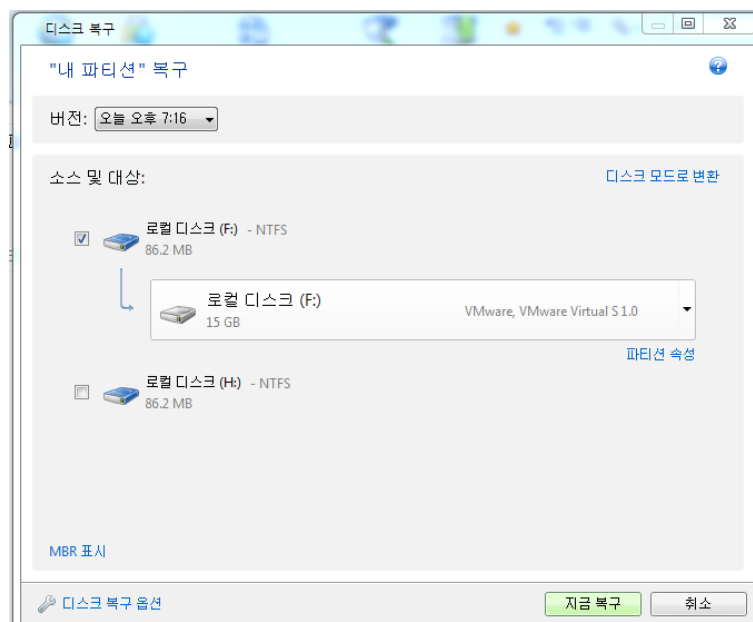 디스크 복구
"내 파티션" 복구
버전: 오늘 오후 7:16
소스 및 대상:
디스크 모드로 변환
로컬 디스크 (F:) - NTFS
86.2 MB
로컬 디스크 (F:)
15 GB
VMware, VMware Virtual S 1.0
파티션 속성
로컬 디스크 (H:) - NTFS
86.2 MB
MBR 표시
디스크 복구 옵션
지금 복구
취소